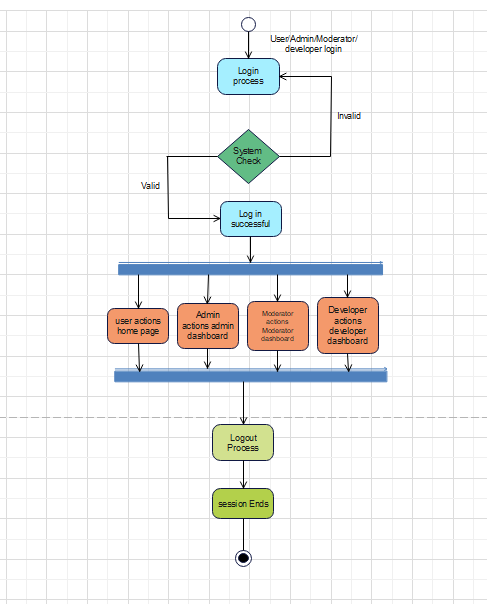 User/Admin/Moderator/
developer login
Login
process
Invalid
System
Check
Valid
Log in
successful
user actions
home page
Admin
actions admin
dashboard
Moderator
actions
Moderator
dashboard
Developer
actions
developer
dashboard
Logout
Process
session Ends